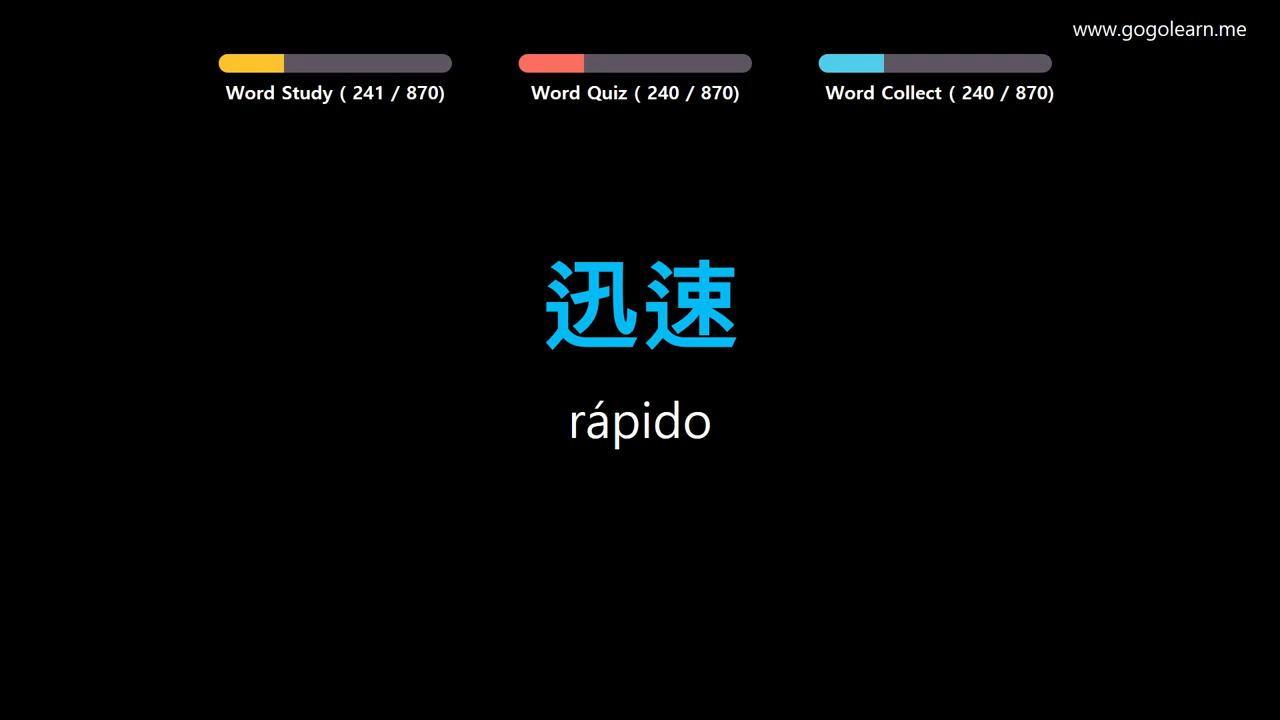 www.gogolearn.me
Word Study ( 241 / 870)
Word Quiz ( 240 / 870)
Word Collect ( 240 / 870)
迅速
rápido